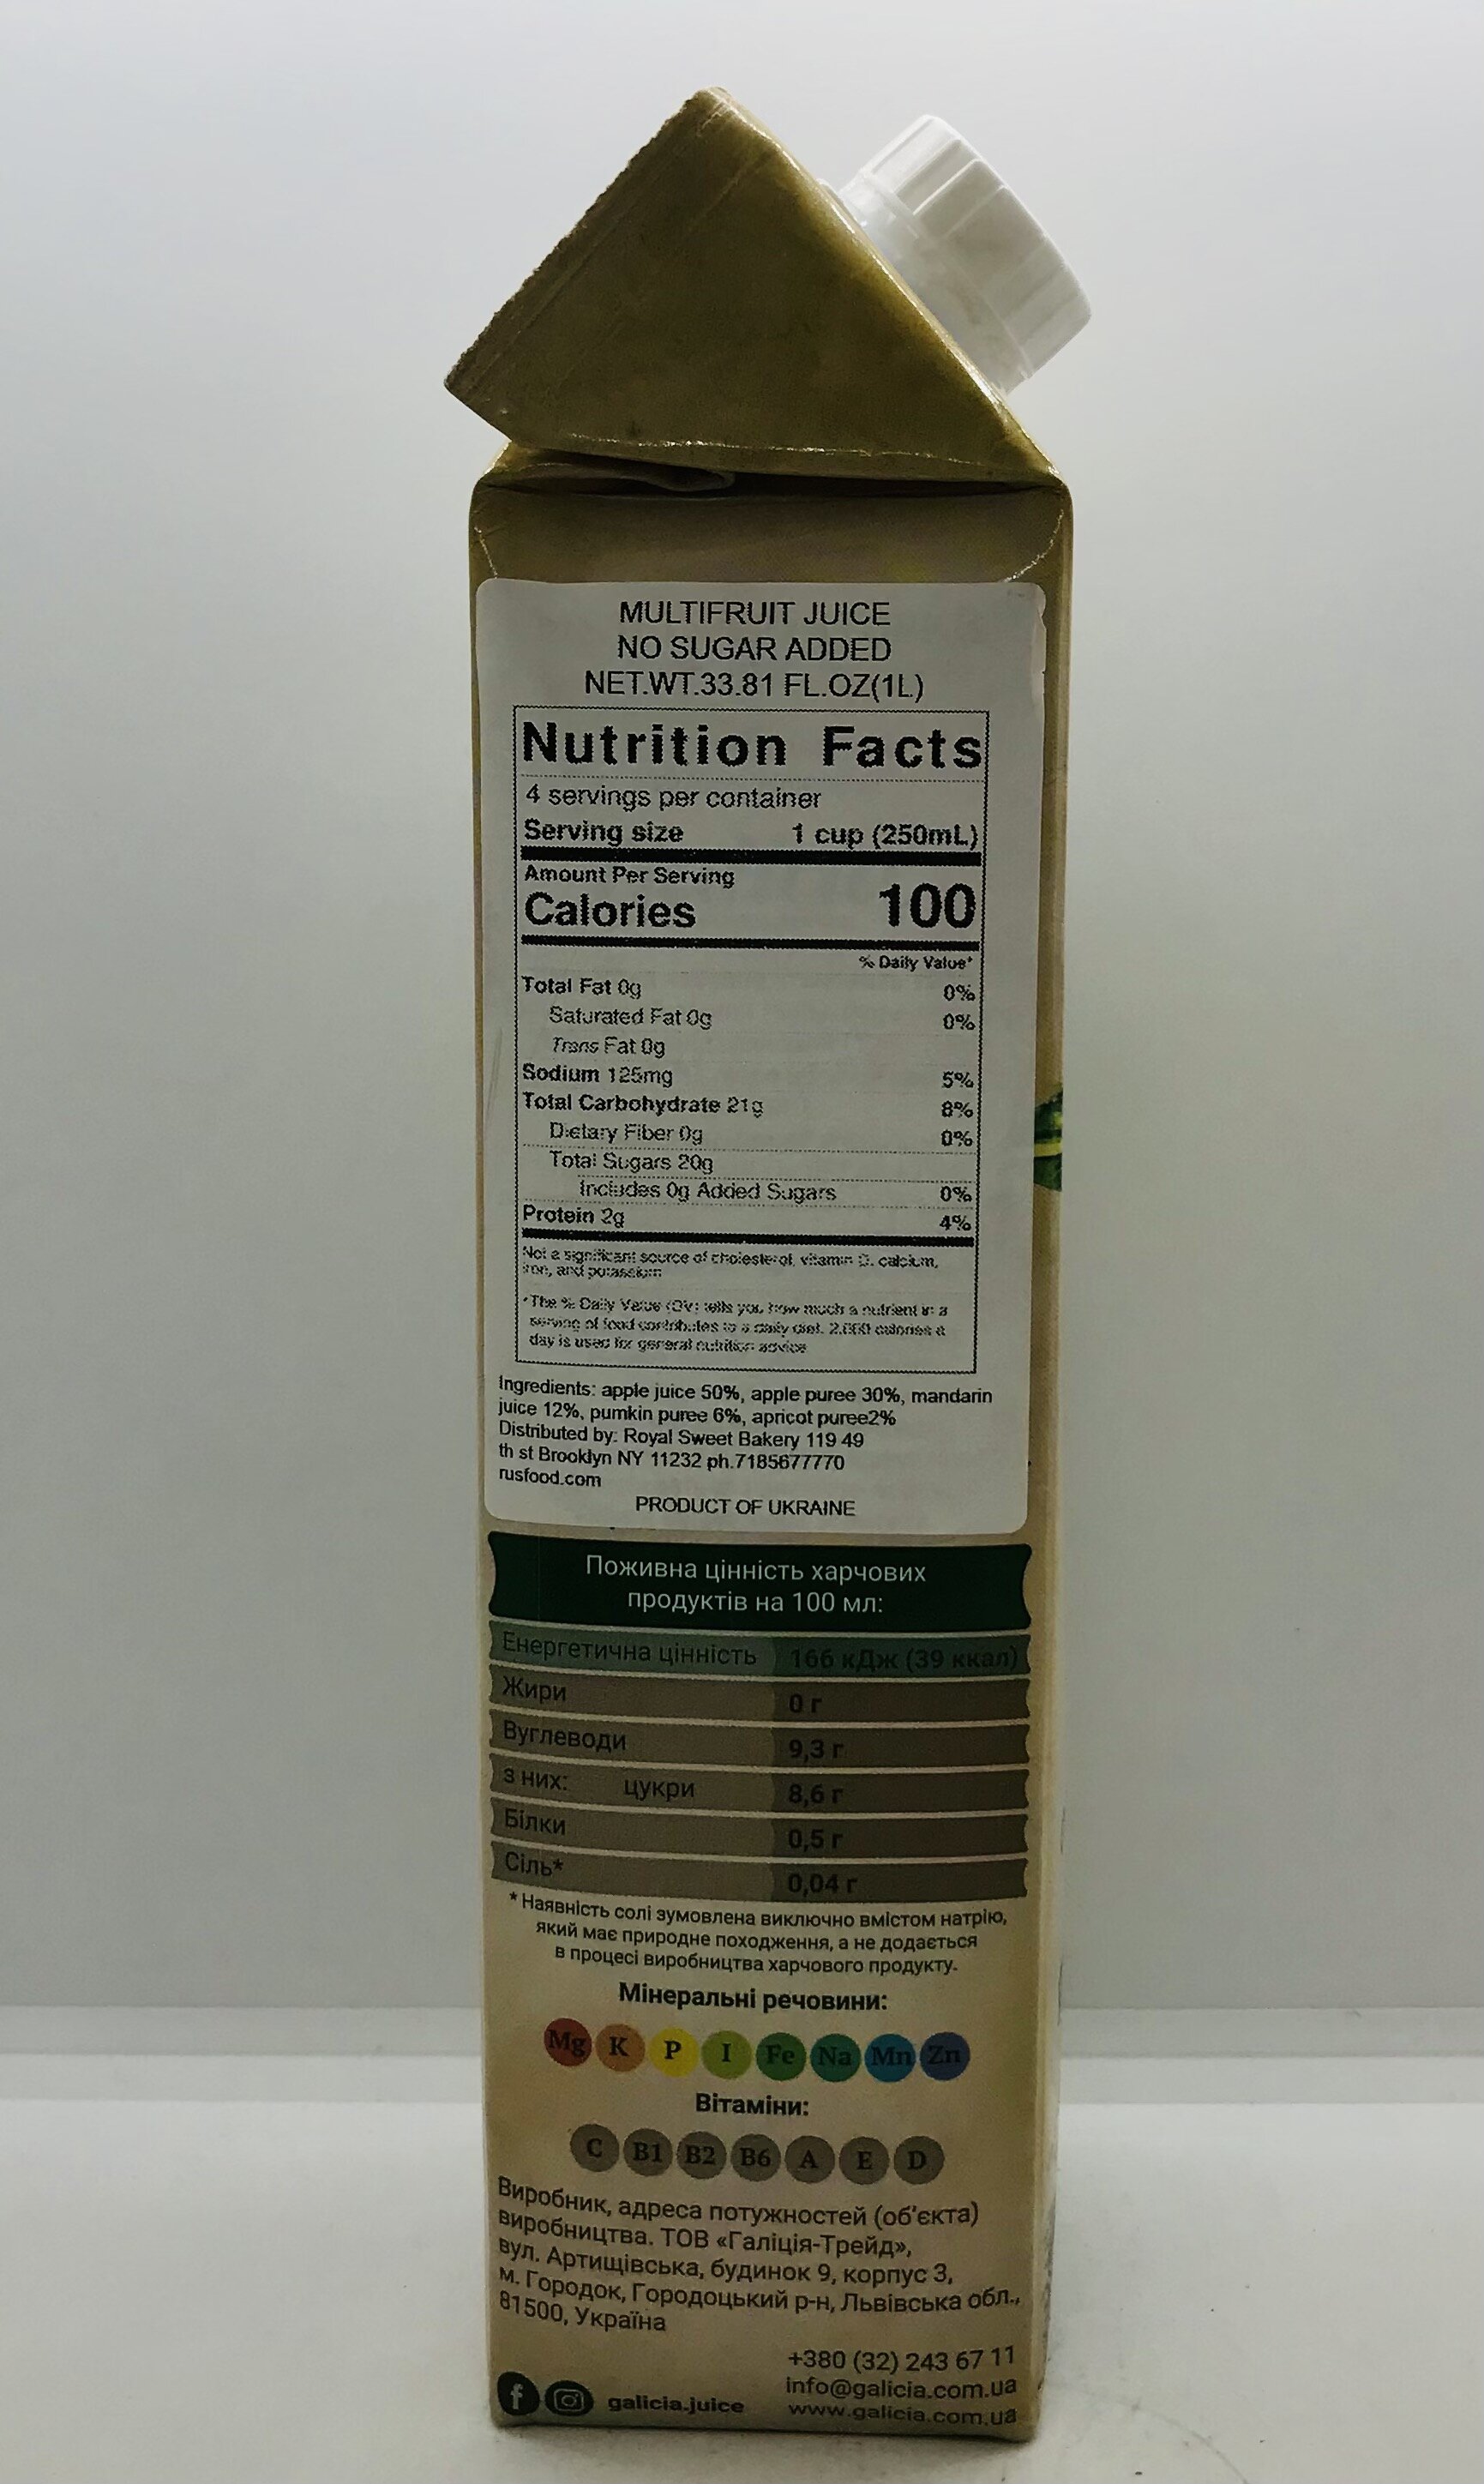 MULTIFRUIT JUICE
NO SUGAR ADDED
NET.WT.33.81 FL.OZ(1L)
Nutrition Facts
4 servings per container
Serving size 1 cup (250mL)
Amount Per Serving
Calories 100
% Daily Value*
Total Fat 0g 0%
Saturated Fat 0g 0%
Trans Fat 0g
Sodium 125mg 5%
Total Carbohydrate 21g 8%
Dietary Fiber 0g 0%
Total Sugars 20g
Includes 0g Added Sugars 0%
Protein 2g 4%
Not a significant source of cholesterol, vitamin D, calcium,
iron, and potassium
*The % Daily Value (DV) tells you how much a nutrient in a
serving of food contributes to a daily diet. 2,000 calories a
day is used for general nutrition advice
Ingredients: apple juice 50%, apple puree 30%, mandarin
juice 12%, pumkin puree 6%, apricot puree2%
Distributed by: Royal Sweet Bakery 119 49
th st Brooklyn NY 11232 ph.7185677770
rusfood.com
PRODUCT OF UKRAINE
Поживна цінність харчових
продуктів на 100 мл:
Енергетична цінність 166 кДж (39 ккал)
Жири 0 г
Вуглеводи 9,3 г
з них: цукри 8,6 г
Білки 0,5 г
Сіль* 0,04 г
* Наявність солі зумовлена виключно вмістом натрію,
який має природне походження, а не додається
в процесі виробництва харчового продукту.
Мінеральні речовини:
Mg K P I Fe Na Mn Zn
Вітаміни:
C B1 B2 B6 A E D
Виробник, адреса потужностей (об'єкта)
виробництва. ТОВ «Галіція-Трейд»,
вул. Артищівська, будинок 9, корпус 3,
м. Городок, Городоцький р-н, Львівська обл.,
81500, Україна
+380 (32) 243 67 11
info@galicia.com.ua
galicia.juice www.galicia.com.ua